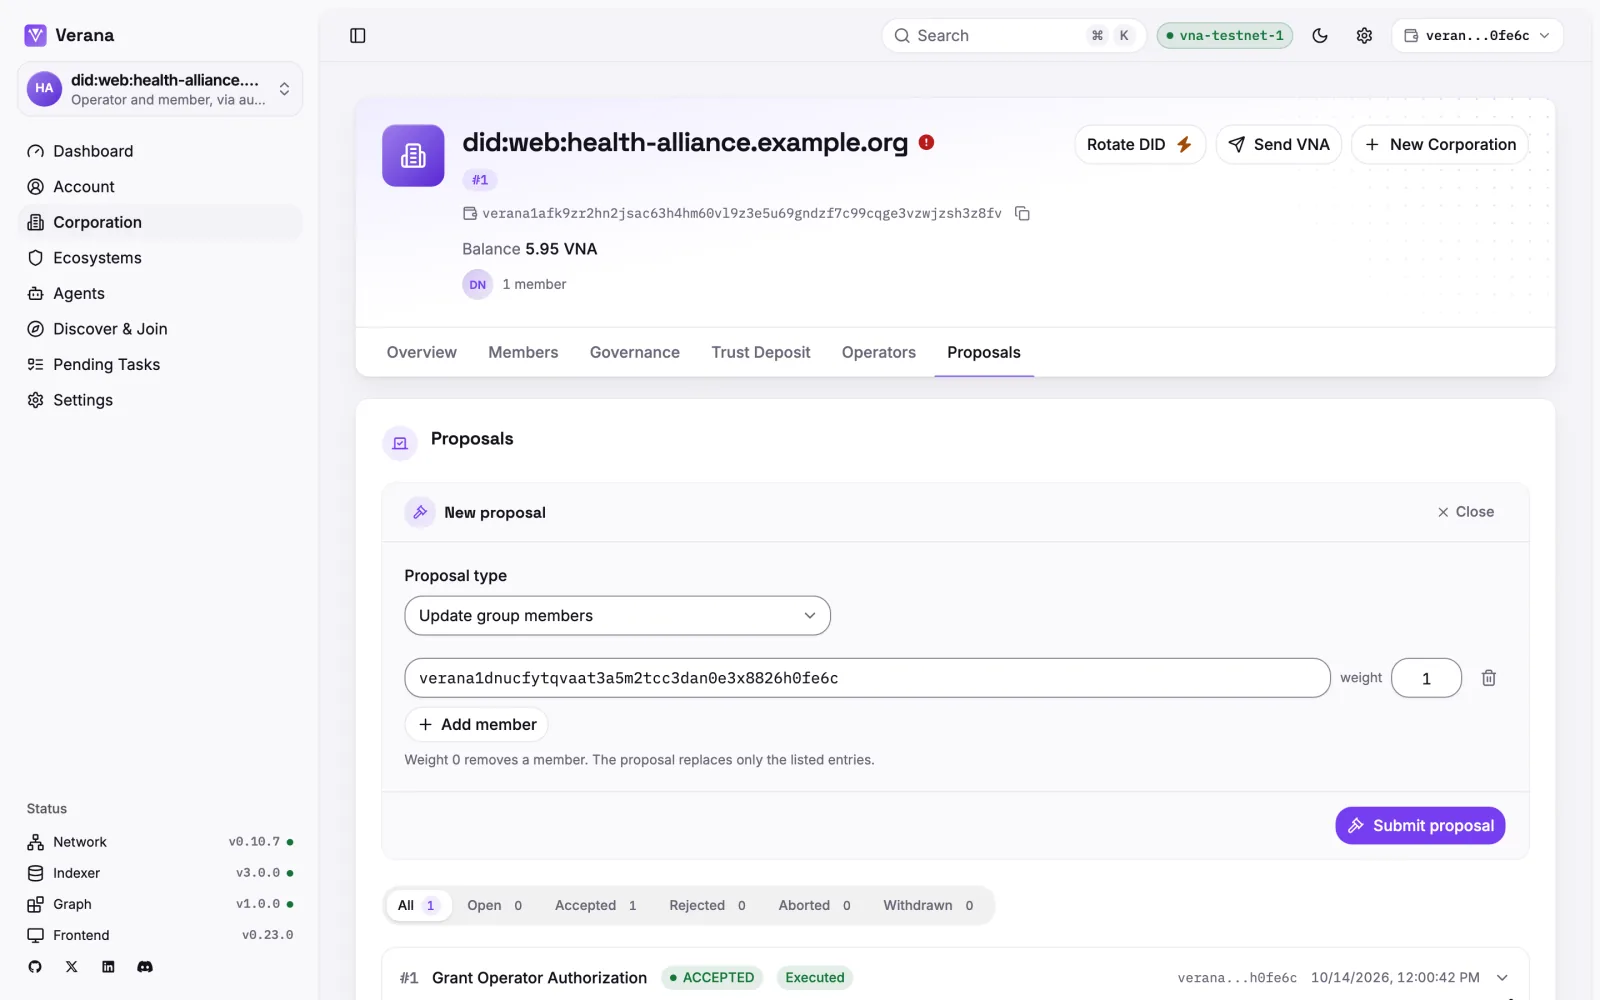 Verana
HA
did:web:health-alliance....
Operator and member, via au...
Dashboard
Account
Corporation
Ecosystems
Agents
Discover & Join
Pending Tasks
Settings
Status
Network v0.10.7
Indexer v3.0.0
Graph v1.0.0
Frontend v0.23.0
Search ⌘ K
vna-testnet-1
veran...0fe6c
did:web:health-alliance.example.org
Rotate DID
Send VNA
New Corporation
#1
verana1afk9zr2hn2jsac63h4hm60vl9z3e5u69gndzf7c99cqge3vzwjzsh3z8fv
Balance 5.95 VNA
DN 1 member
Overview Members Governance Trust Deposit Operators Proposals
Proposals
New proposal
Close
Proposal type
Update group members
verana1dnucfytqvaat3a5m2tcc3dan0e3x8826h0fe6c weight 1
Add member
Weight 0 removes a member. The proposal replaces only the listed entries.
Submit proposal
All 1 Open 0 Accepted 1 Rejected 0 Aborted 0 Withdrawn 0
#1 Grant Operator Authorization ACCEPTED Executed verana...h0fe6c 10/14/2026, 12:00:42 PM